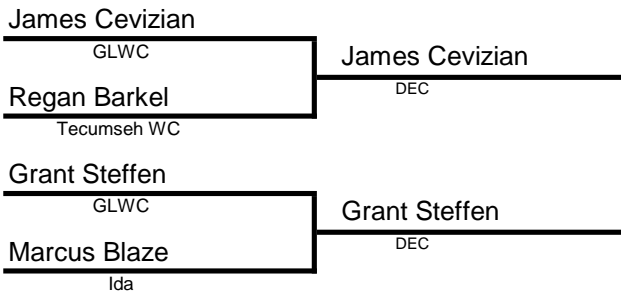 James Cevizian
GLWC
James Cevizian
DEC
Regan Barkel
Tecumseh WC
Grant Steffen
GLWC
Grant Steffen
DEC
Marcus Blaze
Ida